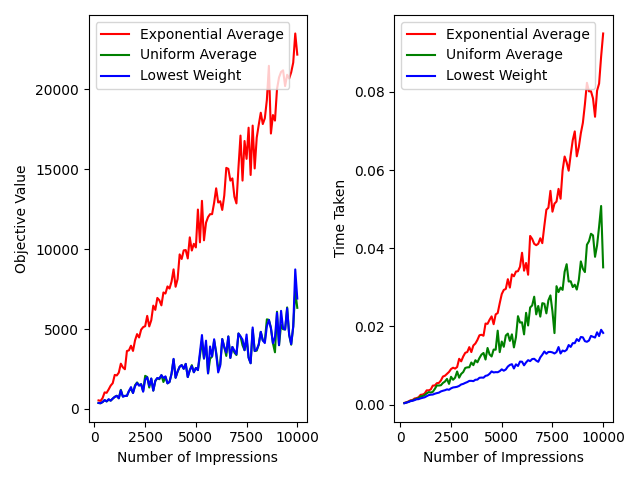 Exponential Average
Uniform Average
Lowest Weight
Objective Value
20000
15000
10000
5000
0
0
2500
5000
7500
10000
Number of Impressions
Exponential Average
Uniform Average
Lowest Weight
Time Taken
0.08
0.06
0.04
0.02
0.00
0
2500
5000
7500
10000
Number of Impressions